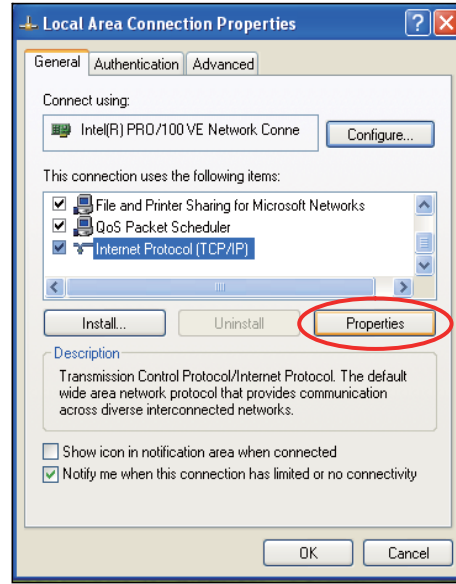 Local Area Connection Properties
General Authentication Advanced
Connect using:
Intel(R) PRO/100 VE Network Conne Configure...
This connection uses the following items:
File and Printer Sharing for Microsoft Networks
QoS Packet Scheduler
Internet Protocol (TCP/IP)
Install... Uninstall Properties
Description
Transmission Control Protocol/Internet Protocol. The default
wide area network protocol that provides communication
across diverse interconnected networks.
Show icon in notification area when connected
Notify me when this connection has limited or no connectivity
OK Cancel